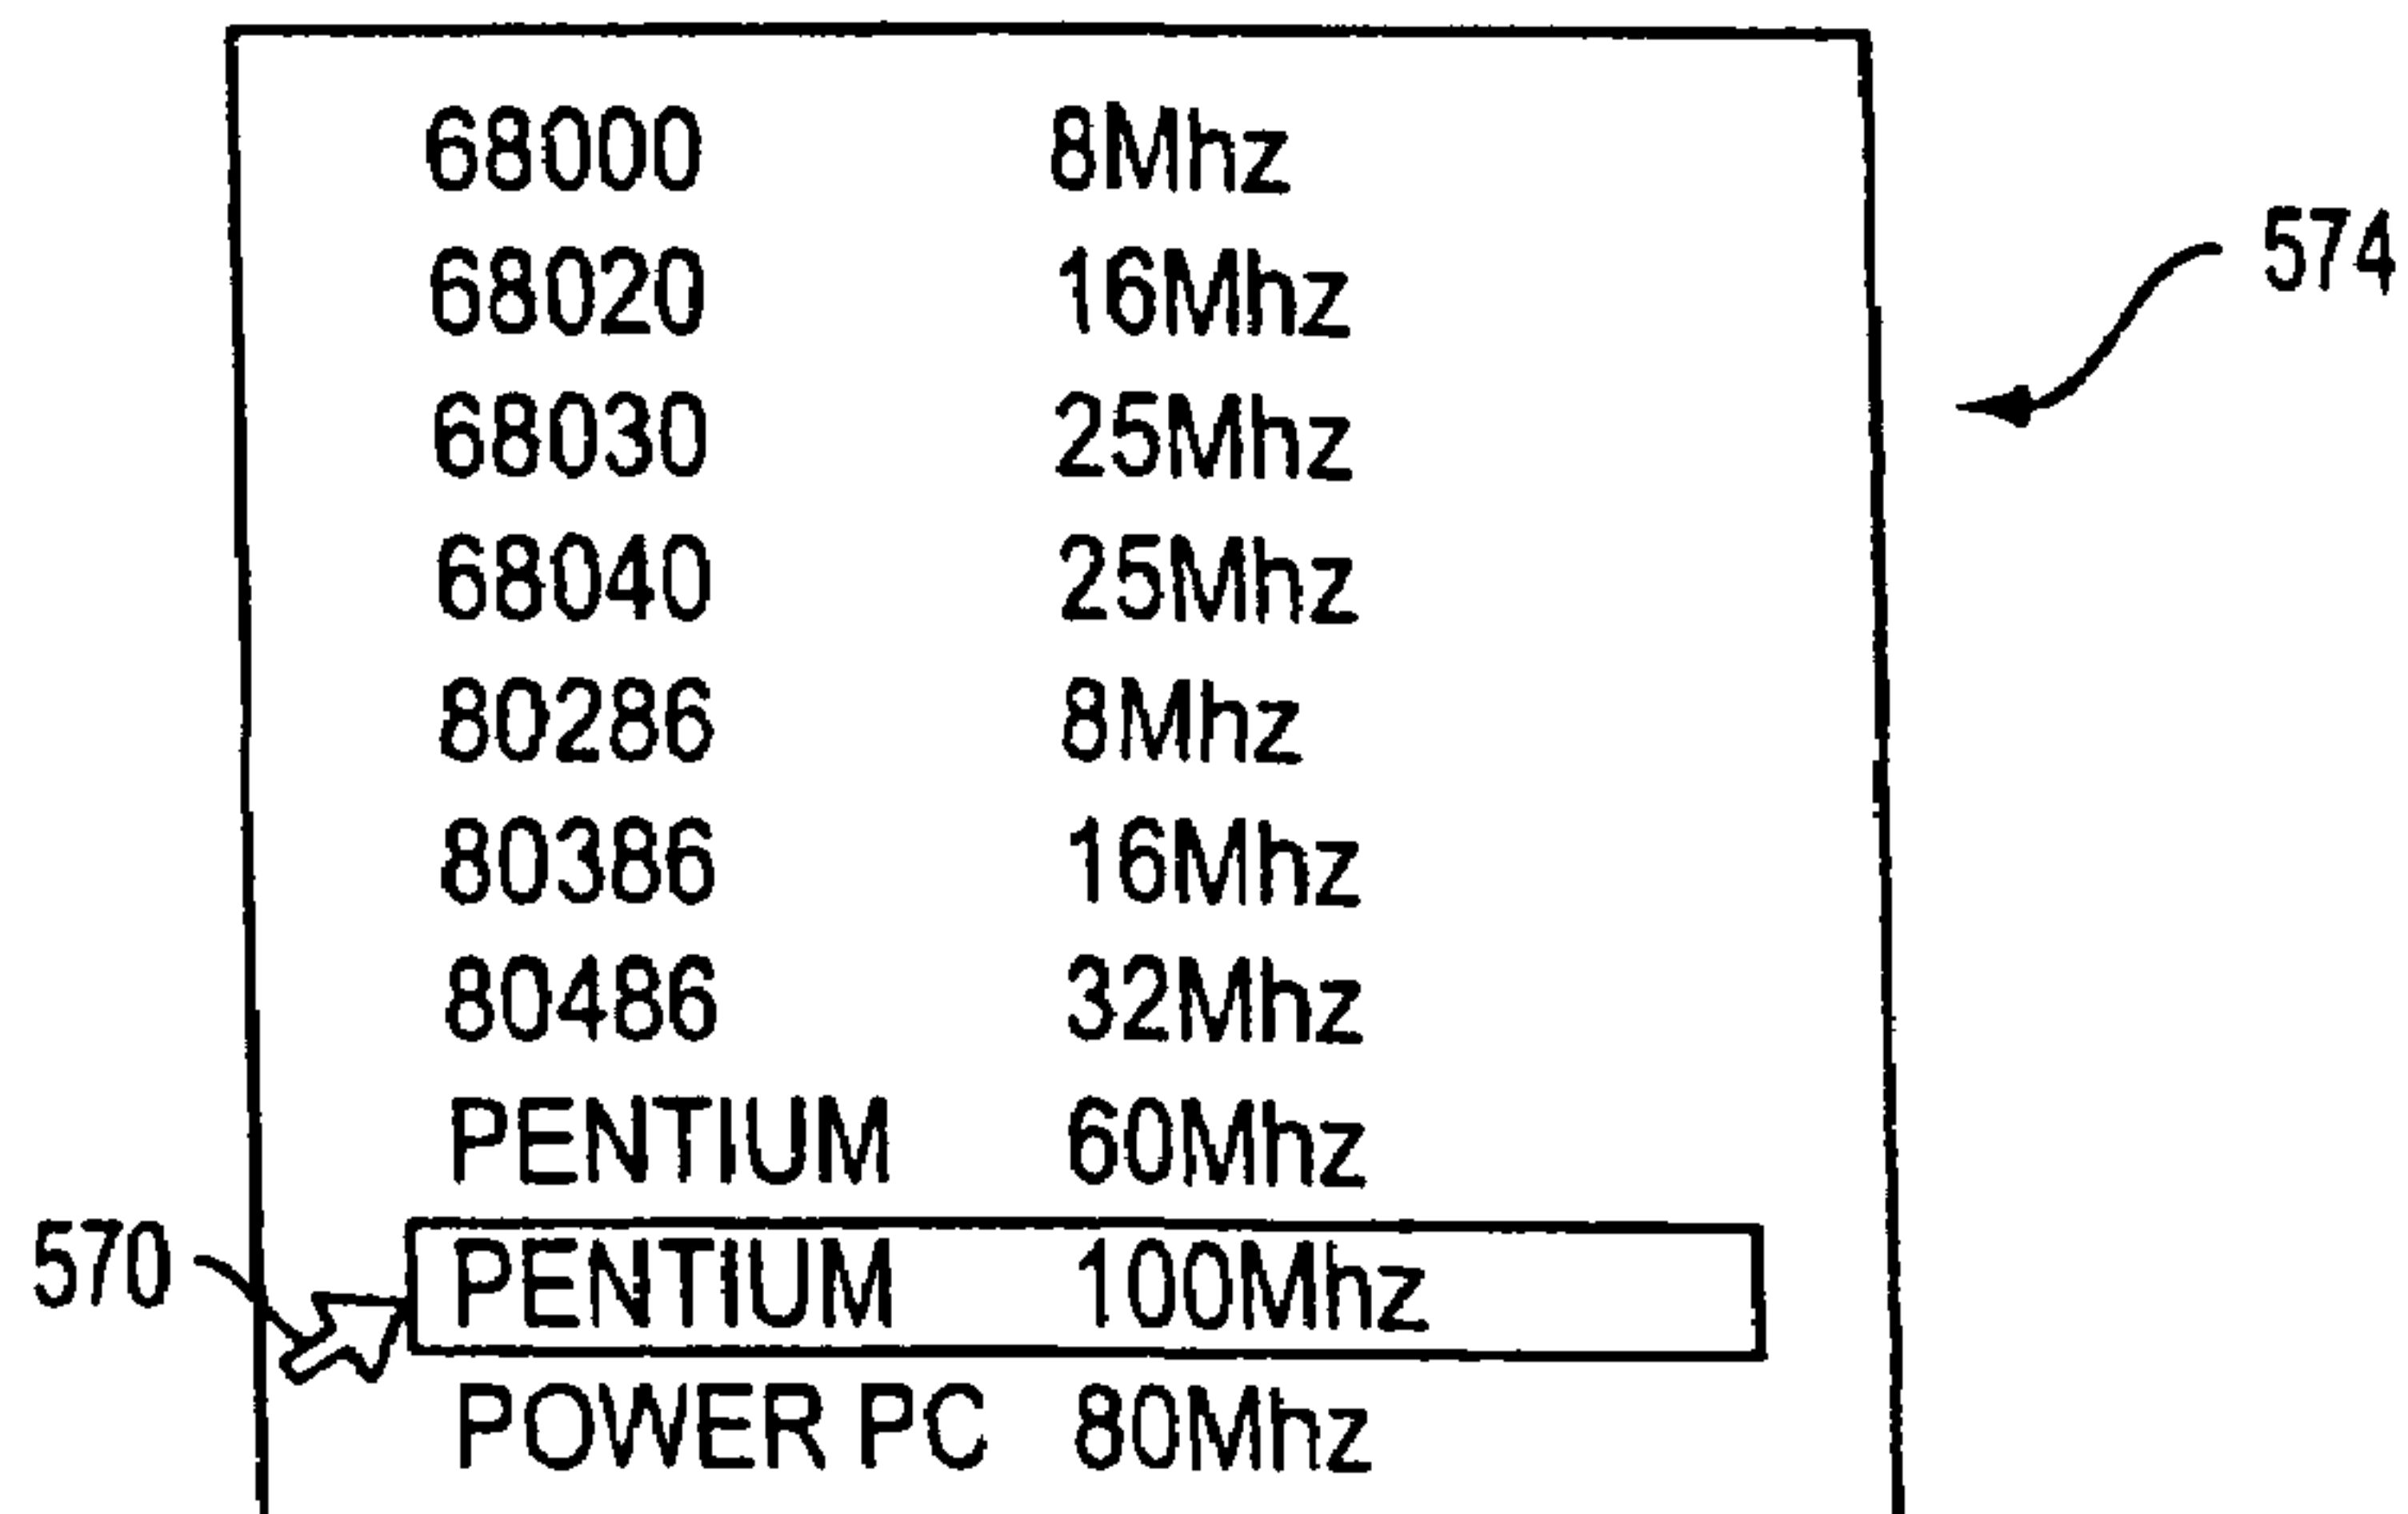 68000 8Mhz
574
68020 16Mhz
68030 25Mhz
68040 25Mhz
80286 8Mhz
80386 16Mhz
80486 32Mhz
PENTIUM 60Mhz
570
PENTIUM 100Mhz
POWER PC 80Mhz